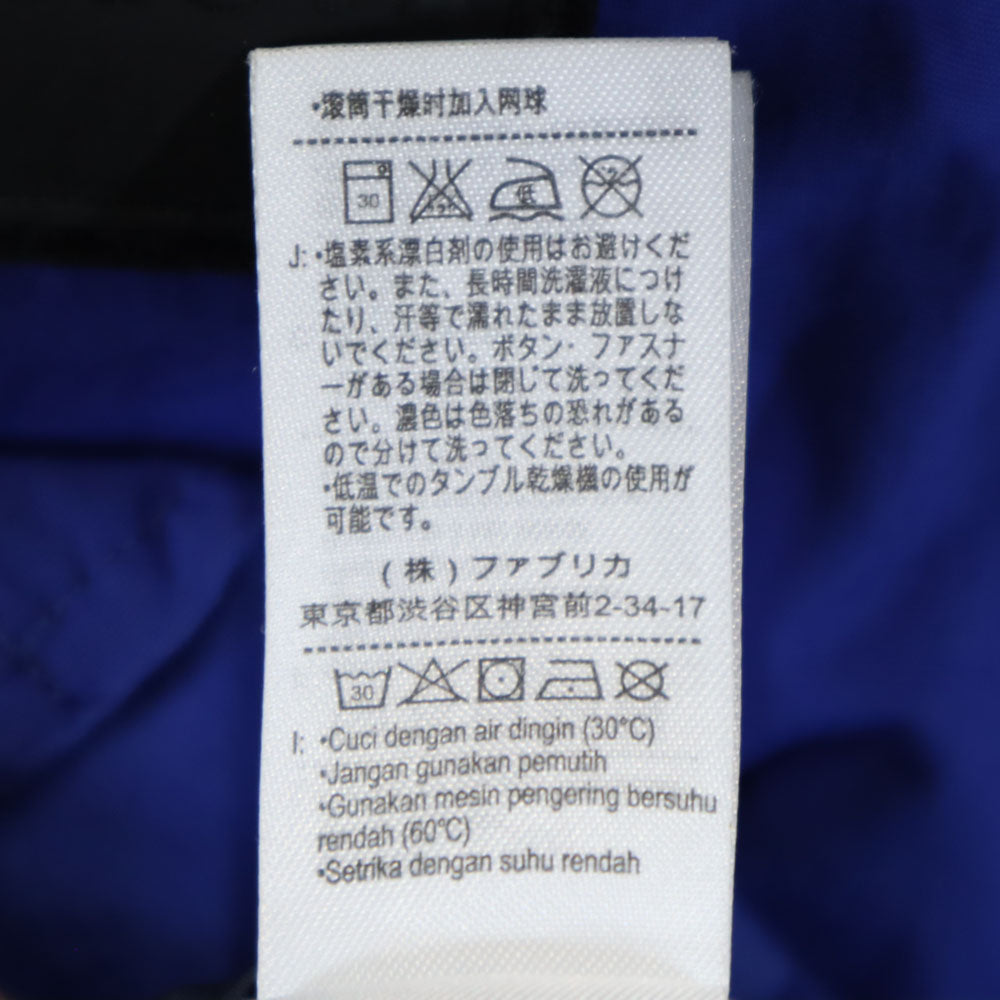 •滚筒干燥时加入网球
30
低
J: •塩素系漂白剤の使用はお避けくだ
さい。また、長時間洗濯液につけ
たり、汗等で濡れたまま放置しな
いでください。ボタン・ファスナ
ーがある場合は閉じて洗ってくだ
さい。濃色は色落ちの恐れがある
ので分けて洗ってください。
•低温でのタンブル乾燥機の使用が
可能です。
(株)ファブリカ
東京都渋谷区神宮前2-34-17
30
I: •Cuci dengan air dingin (30°C)
•Jangan gunakan pemutih
•Gunakan mesin pengering bersuhu
rendah (60°C)
•Setrika dengan suhu rendah